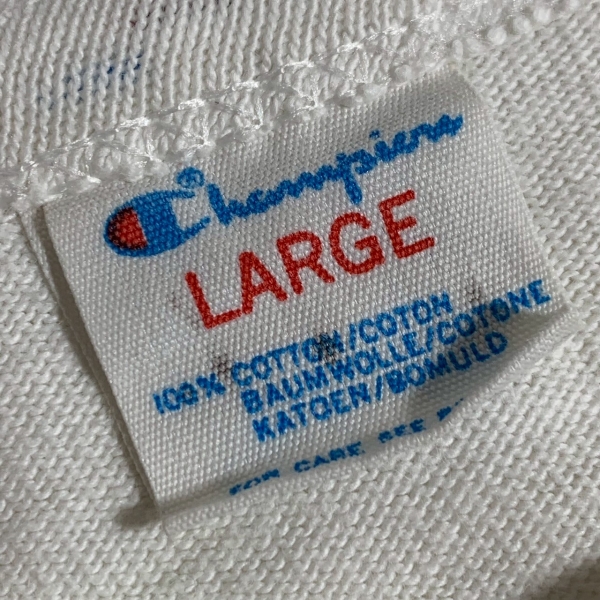 Champion®
LARGE
100% COTTON/COTON
BAUMWOLLE/COTONE
KATOEN/BOMULD
FOR CARE SEE